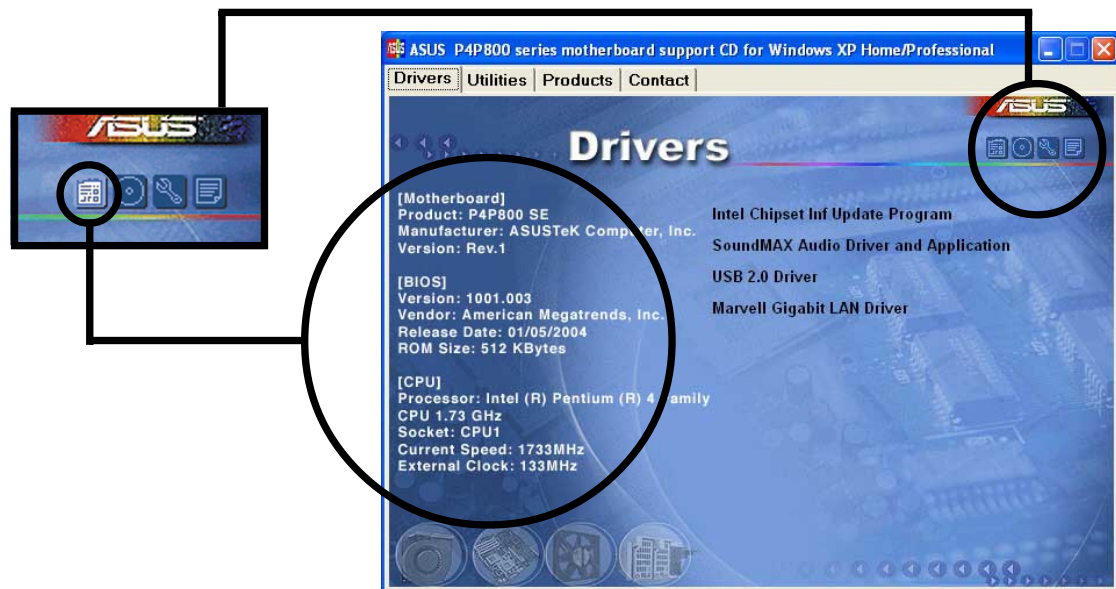 ASUS P4P800 series motherboard support CD for Windows XP Home/Professional
Drivers Utilities Products Contact
ASUS
ASUS
Drivers
[Motherboard]
Product: P4P800 SE
Manufacturer: ASUSTeK Computer, Inc.
Version: Rev.1
[BIOS]
Version: 1001.003
Vendor: American Megatrends, Inc.
Release Date: 01/05/2004
ROM Size: 512 KBytes
[CPU]
Processor: Intel (R) Pentium (R) 4 Family
CPU 1.73 GHz
Socket: CPU1
Current Speed: 1733MHz
External Clock: 133MHz
Intel Chipset Inf Update Program
SoundMAX Audio Driver and Application
USB 2.0 Driver
Marvell Gigabit LAN Driver